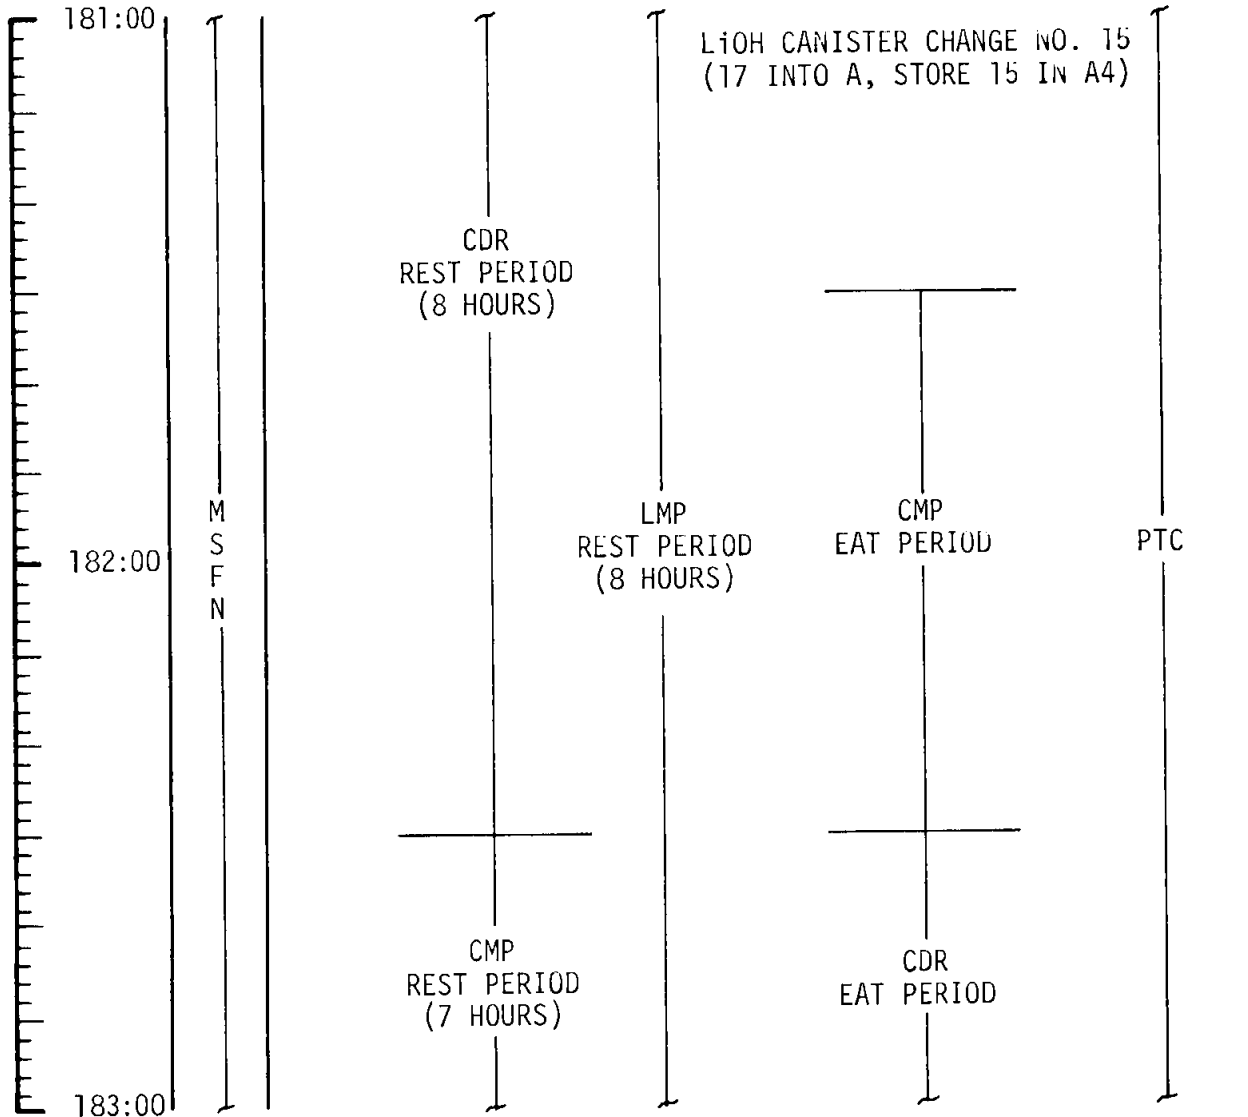 181:00
LiOH CANISTER CHANGE NO. 15
(17 INTO A, STORE 15 IN A4)
CDR
REST PERIOD
(8 HOURS)
M
S
F
N
182:00
LMP
REST PERIOD
(8 HOURS)
CMP
EAT PERIOD
PTC
CMP
REST PERIOD
(7 HOURS)
CDR
EAT PERIOD
183:00